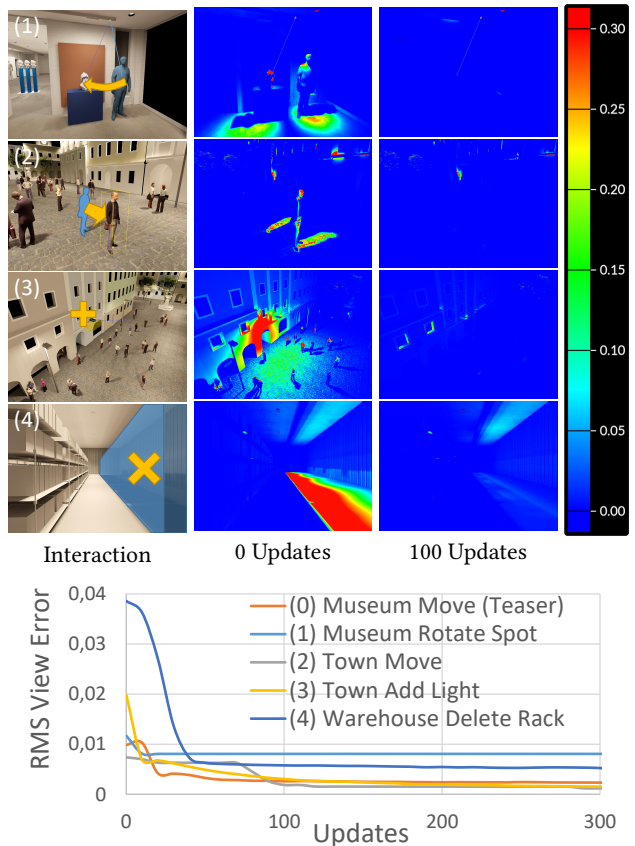 (1)
0.30
0.25
(2)
0.20
(3)
0.15
0.10
(4)
0.05
0.00
Interaction
0 Updates
100 Updates
0,04
(0) Museum Move (Teaser)
(1) Museum Rotate Spot
0,03
(2) Town Move
(3) Town Add Light
0,02
(4) Warehouse Delete Rack
0,01
0
RMS View Error
0
100
200
300
Updates